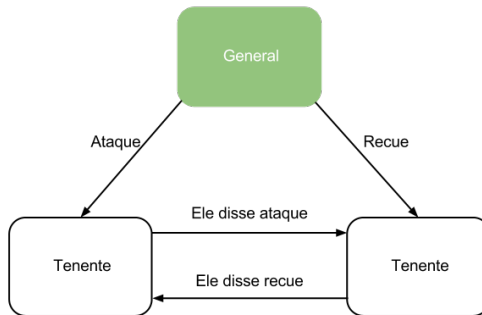 General
Ataque
Recue
Ele disse ataque
Tenente
Tenente
Ele disse recue